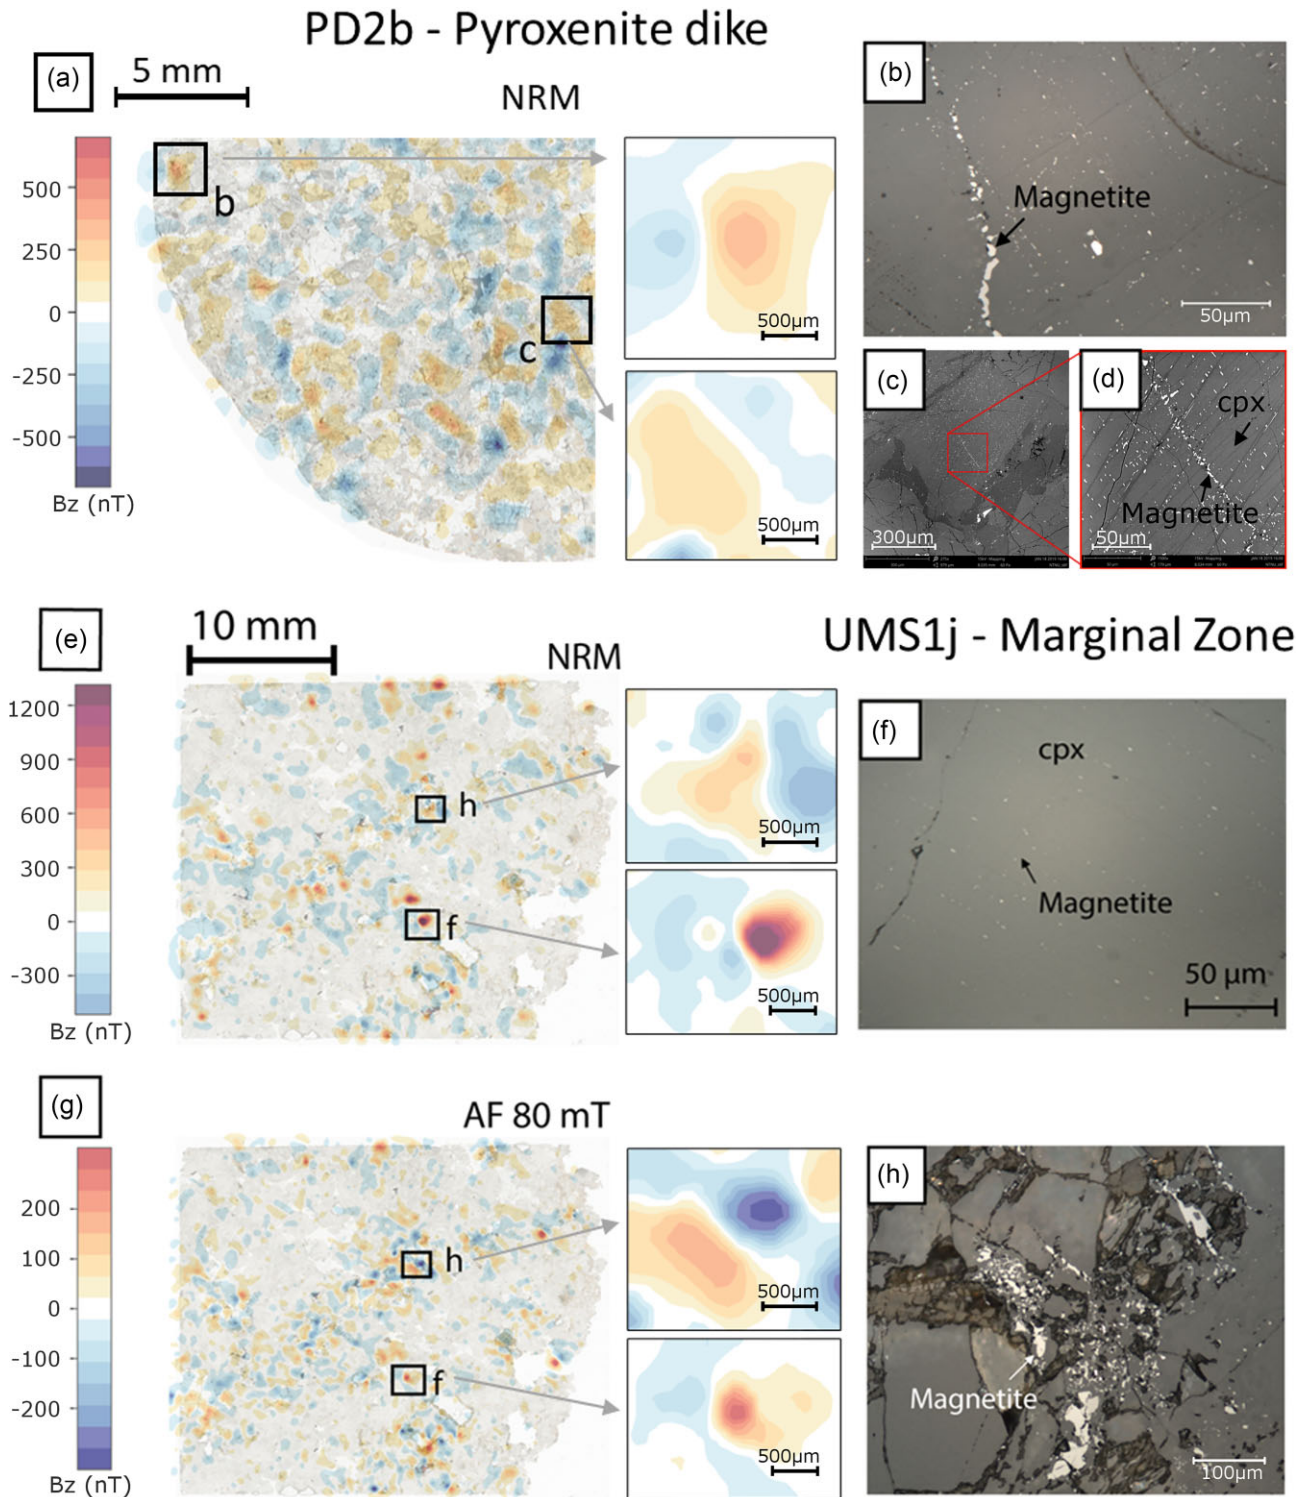 PD2b - Pyroxenite dike
(a)
5 mm
NRM
500
250
0
-250
-500
Bz (nT)
b
c
500µm
500µm
(b)
Magnetite
50µm
(c)
300µm
(d)
cpx
Magnetite
50µm
UMS1j - Marginal Zone
(e)
10 mm
NRM
1200
900
600
300
0
-300
Bz (nT)
h
f
500µm
500µm
(f)
cpx
Magnetite
50 µm
(g)
AF 80 mT
200
100
0
-100
-200
Bz (nT)
h
f
500µm
500µm
(h)
Magnetite
100µm